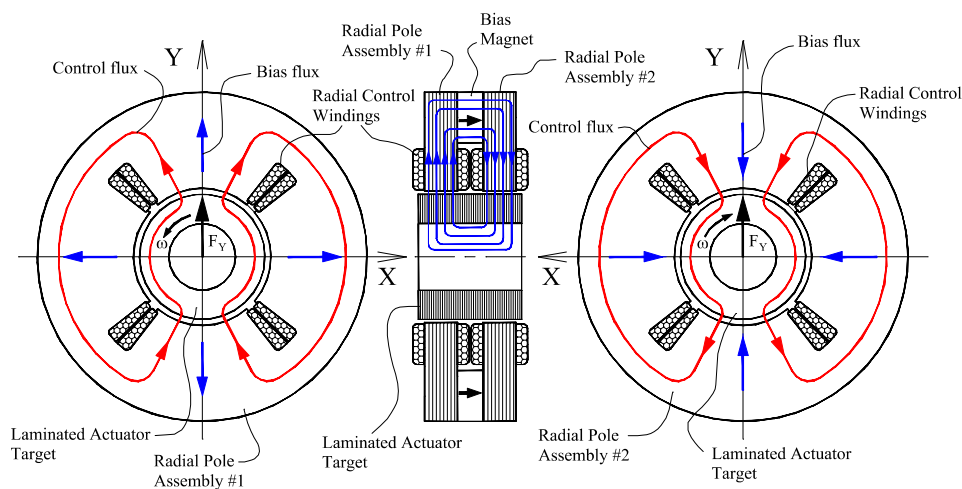 Radial Pole
Assembly #1
Bias
Magnet
Radial Pole
Assembly #2
Y
Control flux
Bias flux
Radial Control
Windings
ω
F_Y
X
Laminated Actuator
Target
Radial Pole
Assembly #1
Laminated Actuator
Target
Y
Bias flux
Radial Control
Windings
Control flux
ω
F_Y
X
Radial Pole
Assembly #2
Laminated Actuator
Target